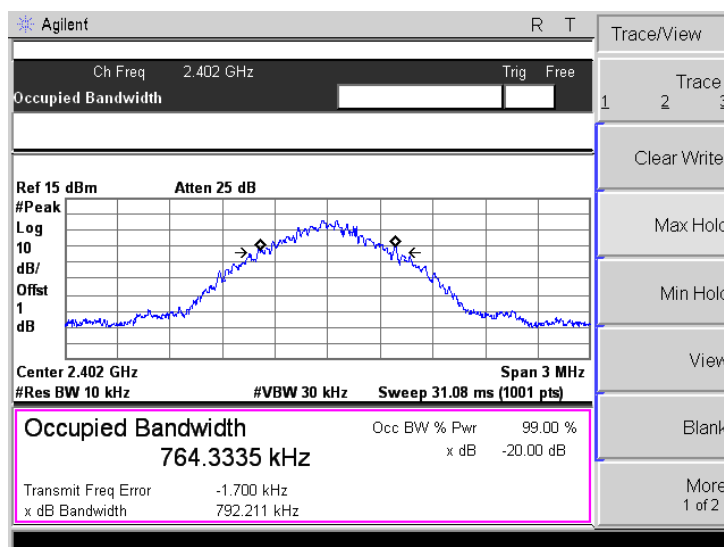 Agilent R T
Trace/View
Ch Freq 2.402 GHz Trig Free
Occupied Bandwidth
Trace
1 2 3
Clear Write
Max Hold
Min Hold
View
Blank
More
1 of 2
Ref 15 dBm Atten 25 dB
#Peak
Log
10
dB/
Offst
1
dB
Center 2.402 GHz Span 3 MHz
#Res BW 10 kHz #VBW 30 kHz Sweep 31.08 ms (1001 pts)
Occupied Bandwidth Occ BW % Pwr 99.00 %
764.3335 kHz x dB -20.00 dB
Transmit Freq Error -1.700 kHz
x dB Bandwidth 792.211 kHz